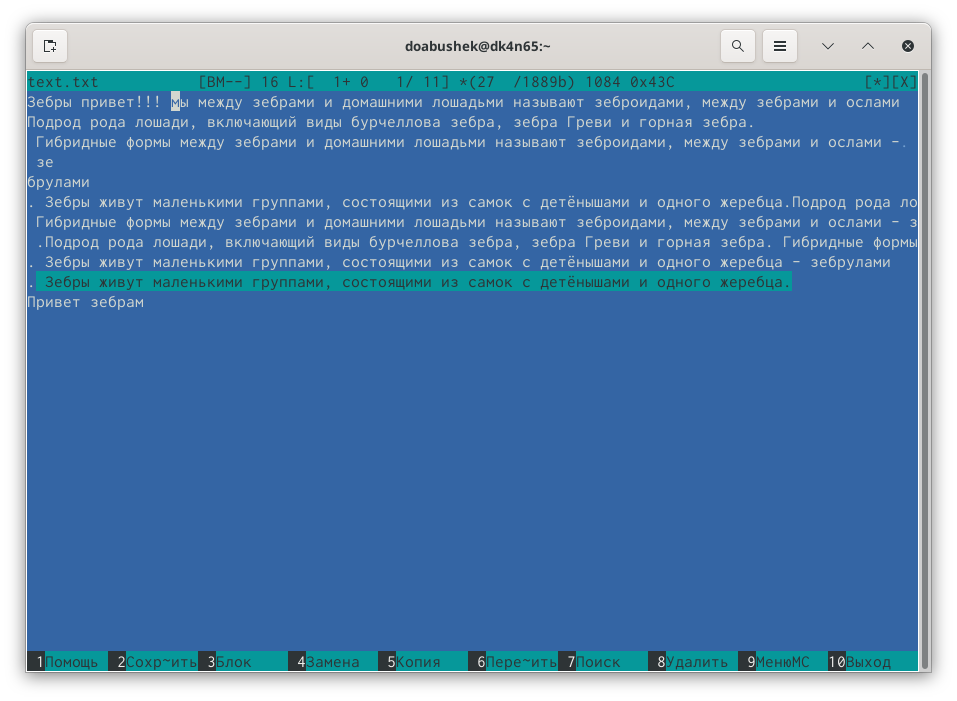 doabushek@dk4n65:~
text.txt [BM--] 16 L:[ 1+ 0 1/ 11] *(27 /1889b) 1084 0x43C [*][X]
Зебры привет!!! мы между зебрами и домашними лошадьми называют зеброидами, между зебрами и ослами
Подрод рода лошади, включающий виды бурчеллова зебра, зебра Греви и горная зебра.
Гибридные формы между зебрами и домашними лошадьми называют зеброидами, между зебрами и ослами –.
зе
брулами
. Зебры живут маленькими группами, состоящими из самок с детёнышами и одного жеребца.Подрод рода ло
Гибридные формы между зебрами и домашними лошадьми называют зеброидами, между зебрами и ослами – з
.Подрод рода лошади, включающий виды бурчеллова зебра, зебра Греви и горная зебра. Гибридные формы
. Зебры живут маленькими группами, состоящими из самок с детёнышами и одного жеребца – зебрулами
. Зебры живут маленькими группами, состоящими из самок с детёнышами и одного жеребца.
Привет зебрам
1Помощь 2Сохр~ить 3Блок 4Замена 5Копия 6Пере~ить 7Поиск 8Удалить 9МенюMC 10Выход